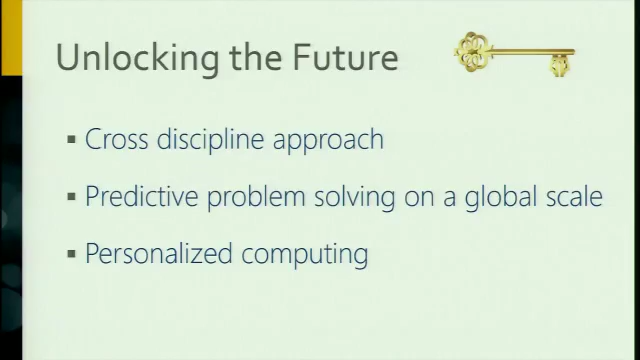 Unlocking the Future
Cross discipline approach
Predictive problem solving on a global scale
Personalized computing